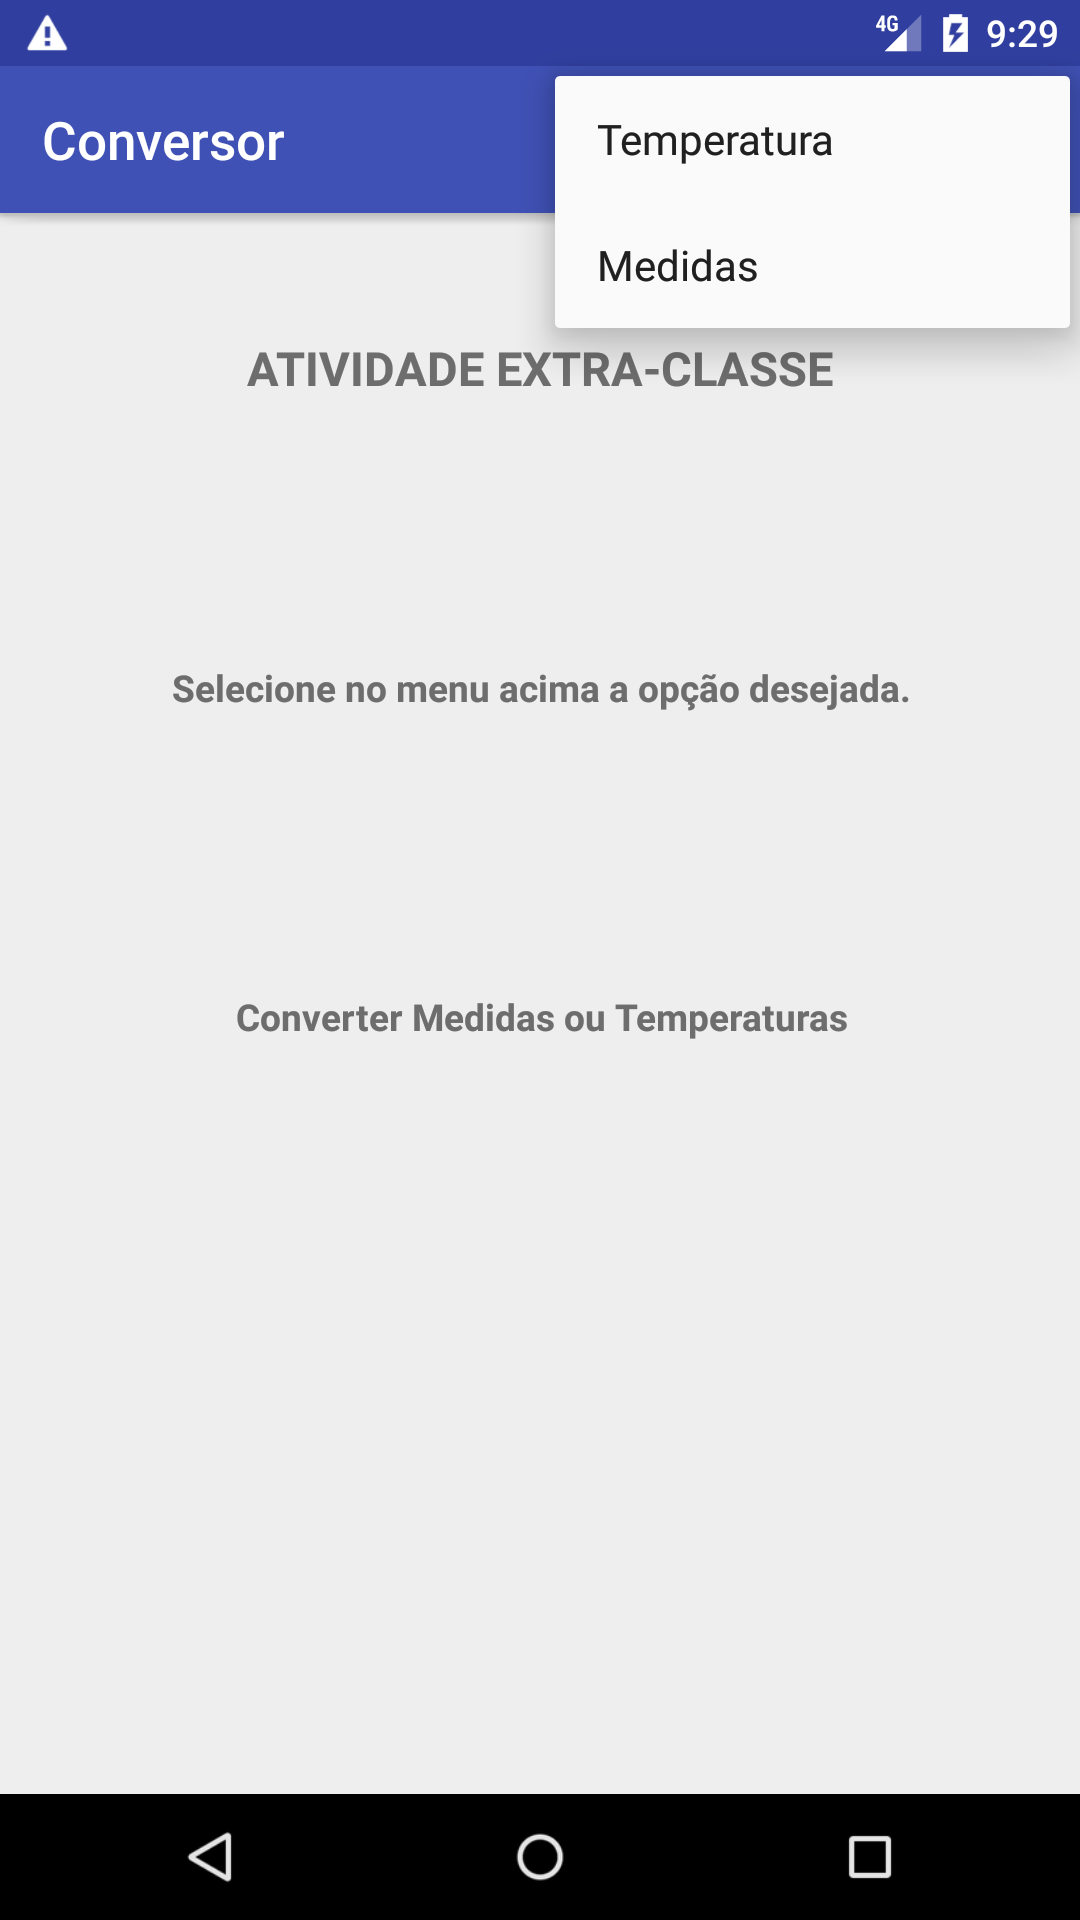 4G 9:29
Conversor
Temperatura
Medidas
ATIVIDADE EXTRA-CLASSE
Selecione no menu acima a opção desejada.
Converter Medidas ou Temperaturas